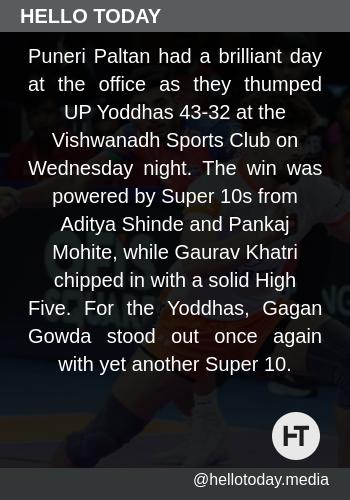 HELLO TODAY
Puneri Paltan had a brilliant day
at the office as they thumped
UP Yoddhas 43-32 at the
Vishwanadh Sports Club on
Wednesday night. The win was
powered by Super 10s from
Aditya Shinde and Pankaj
Mohite, while Gaurav Khatri
chipped in with a solid High
Five. For the Yoddhas, Gagan
Gowda stood out once again
with yet another Super 10.
HT
@hellotoday.media